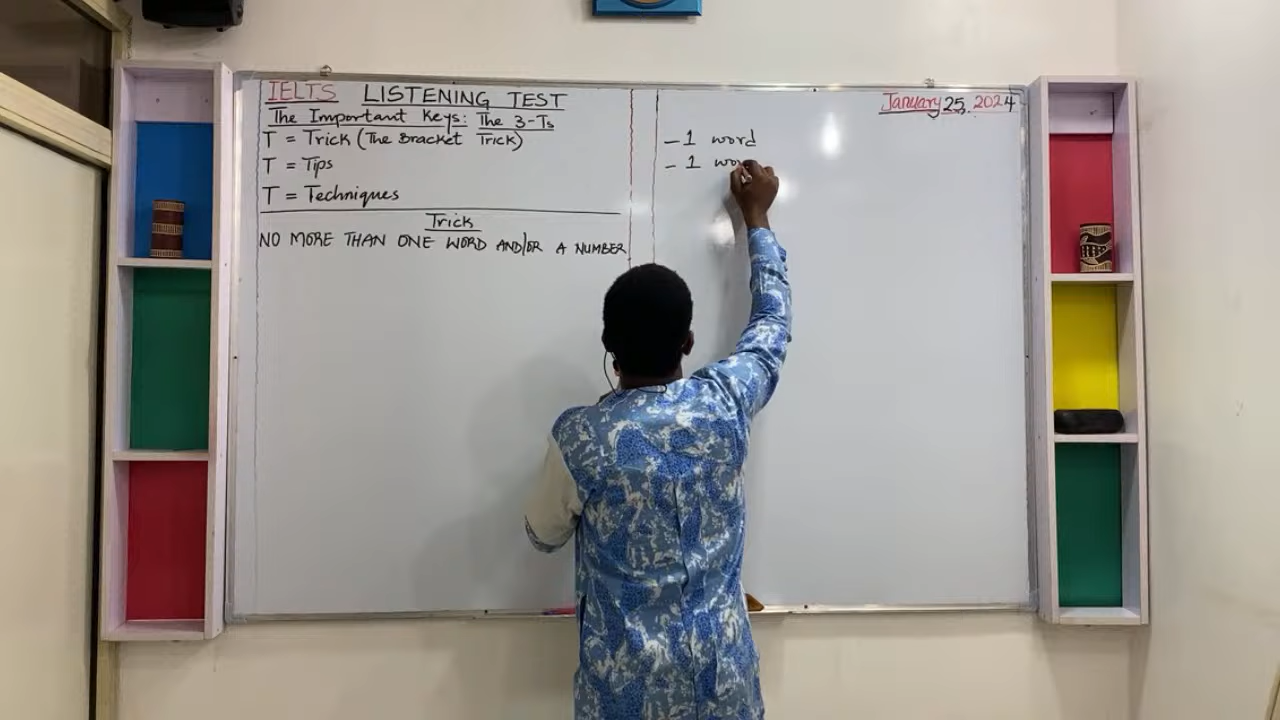 IELTS LISTENING TEST
The Important Keys: The 3-Ts
T = Trick (The Bracket Trick)
T = Tips
T = Techniques
Trick
NO MORE THAN ONE WORD AND/OR A NUMBER
January 25, 2024
- 1 word
- 1 wo